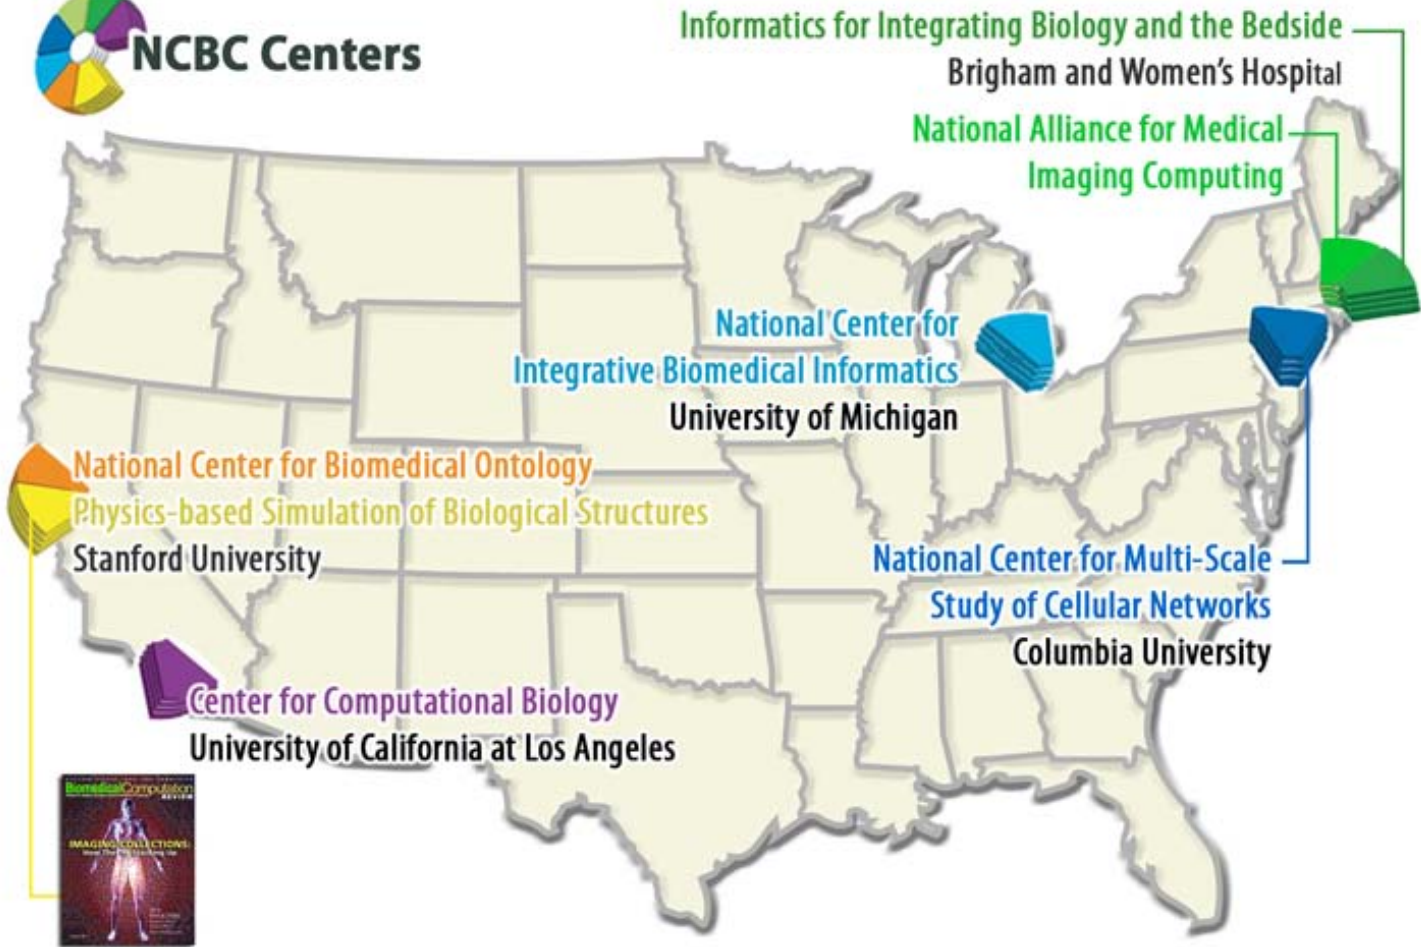 NCBC Centers
Informatics for Integrating Biology and the Bedside
Brigham and Women's Hospital
National Alliance for Medical
Imaging Computing
National Center for
Integrative Biomedical Informatics
University of Michigan
National Center for Biomedical Ontology
Physics-based Simulation of Biological Structures
Stanford University
National Center for Multi-Scale
Study of Cellular Networks
Columbia University
Center for Computational Biology
University of California at Los Angeles
BiomedicalComputation
REVIEW
IMAGING COLLECTIONS: